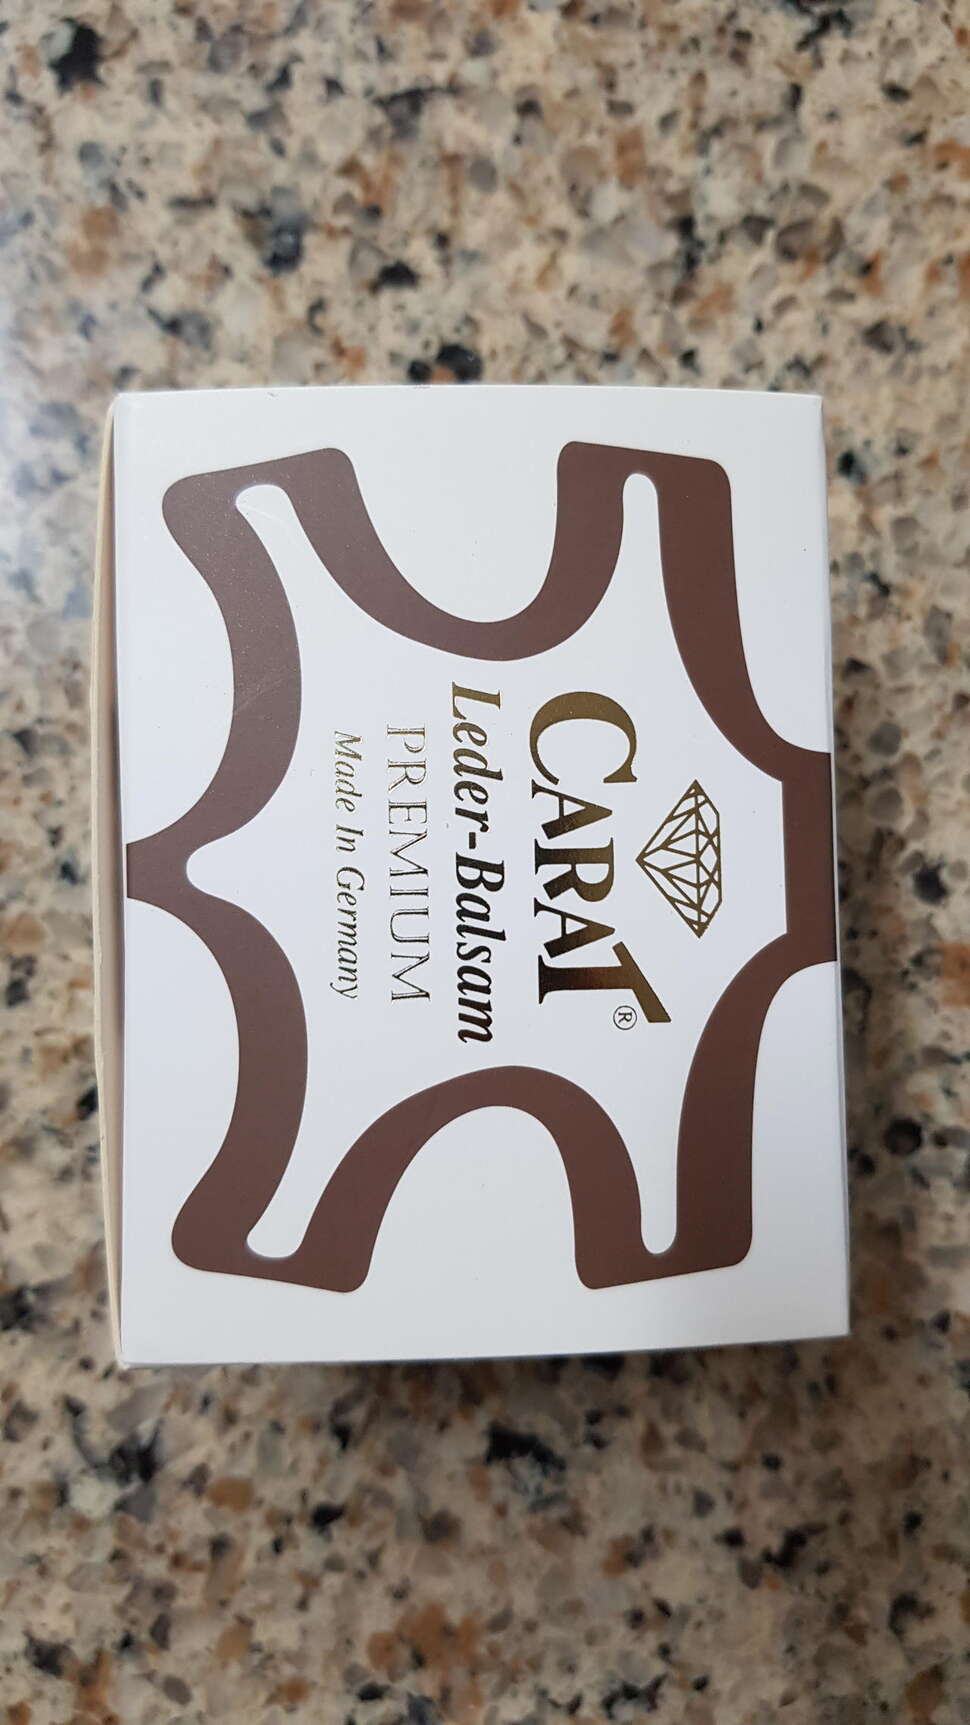 CARAT®
Leder-Balsam
PREMIUM
Made In Germany